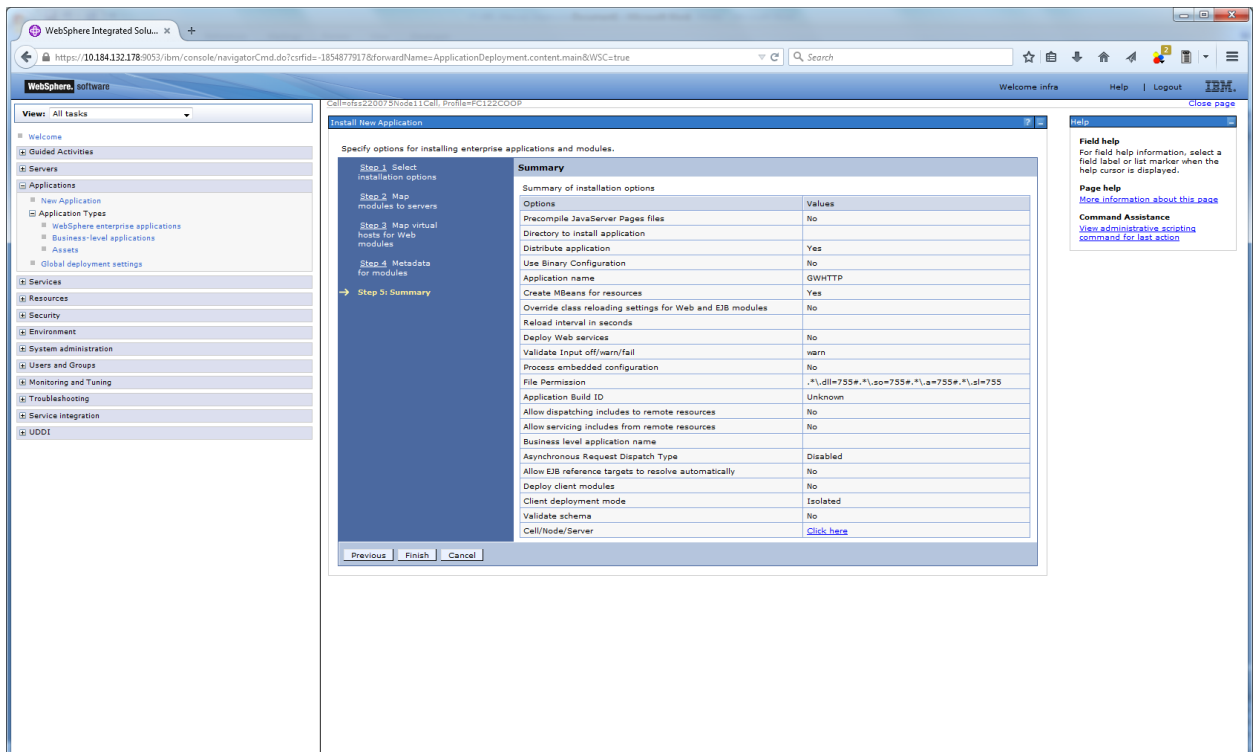 WebSphere Integrated Solu... × +
https://10.184.132.178:9053/ibm/console/navigatorCmd.do?csrfid=-1854877917&forwardName=ApplicationDeployment.content.main&WSC=true
Search
2
WebSphere. software
Welcome infra
Help | Logout
IBM.
Cell=ofss220075Node11Cell, Profile=FC122COOP
Close page
View: All tasks
Welcome
Guided Activities
Servers
Applications
New Application
Application Types
WebSphere enterprise applications
Business-level applications
Assets
Global deployment settings
Services
Resources
Security
Environment
System administration
Users and Groups
Monitoring and Tuning
Troubleshooting
Service integration
UDDI
Install New Application
Specify options for installing enterprise applications and modules.
Step 1 Select
installation options
Step 2 Map
modules to servers
Step 3 Map virtual
hosts for Web
modules
Step 4 Metadata
for modules
Step 5: Summary
Summary
Summary of installation options
Options Values
Precompile JavaServer Pages files No
Directory to install application
Distribute application Yes
Use Binary Configuration No
Application name GWHTTP
Create MBeans for resources Yes
Override class reloading settings for Web and EJB modules No
Reload interval in seconds
Deploy Web services No
Validate Input off/warn/fail warn
Process embedded configuration No
File Permission .*\.dll=755#.*\.so=755#.*\.a=755#.*\.sl=755
Application Build ID Unknown
Allow dispatching includes to remote resources No
Allow servicing includes from remote resources No
Business level application name
Asynchronous Request Dispatch Type Disabled
Allow EJB reference targets to resolve automatically No
Deploy client modules No
Client deployment mode Isolated
Validate schema No
Cell/Node/Server Click here
Previous Finish Cancel
Help
Field help
For field help information, select a
field label or list marker when the
help cursor is displayed.
Page help
More information about this page
Command Assistance
View administrative scripting
command for last action